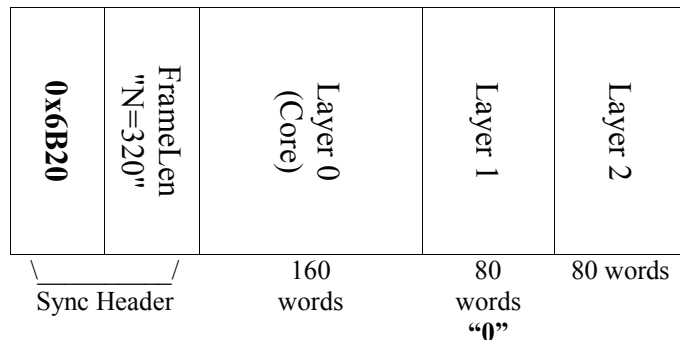 0x6B20
FrameLen
"N=320"
Layer 0
(Core)
Layer 1
Layer 2
\__________/
Sync Header
160
words
80
words
“0”
80 words